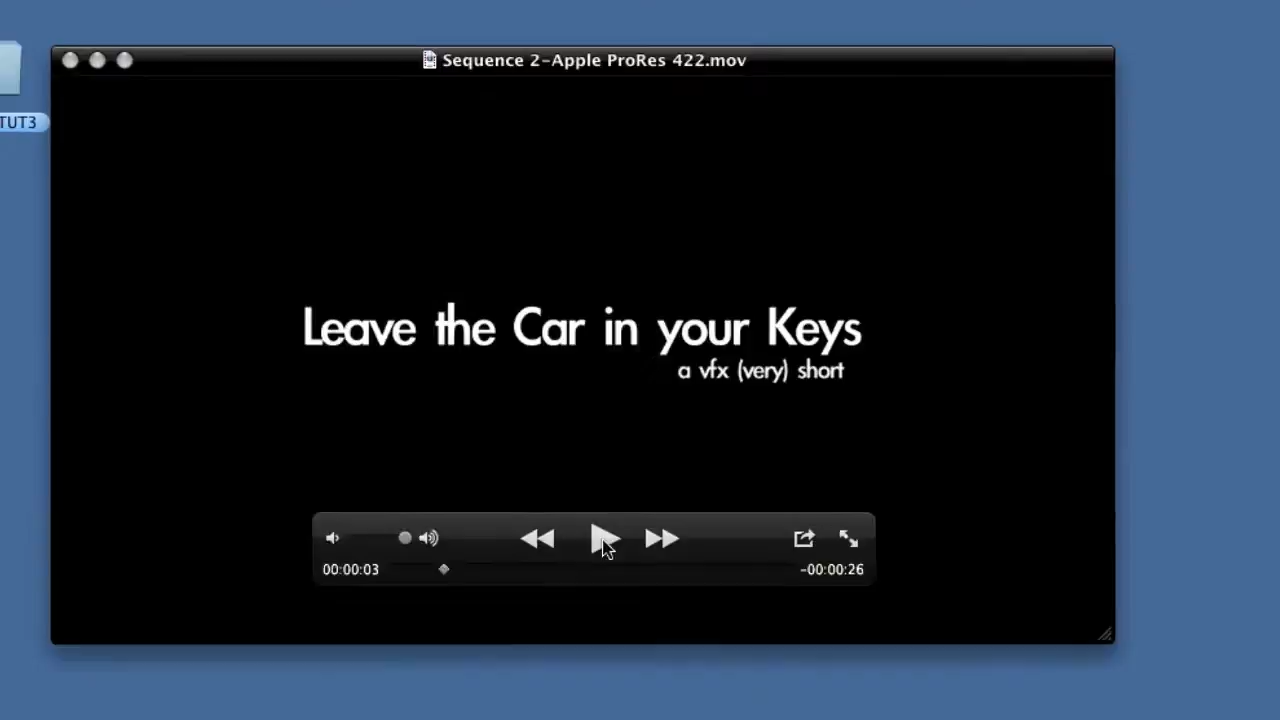 Sequence 2-Apple ProRes 422.mov
TUT3
Leave the Car in your Keys
a vfx (very) short
00:00:03
-00:00:26